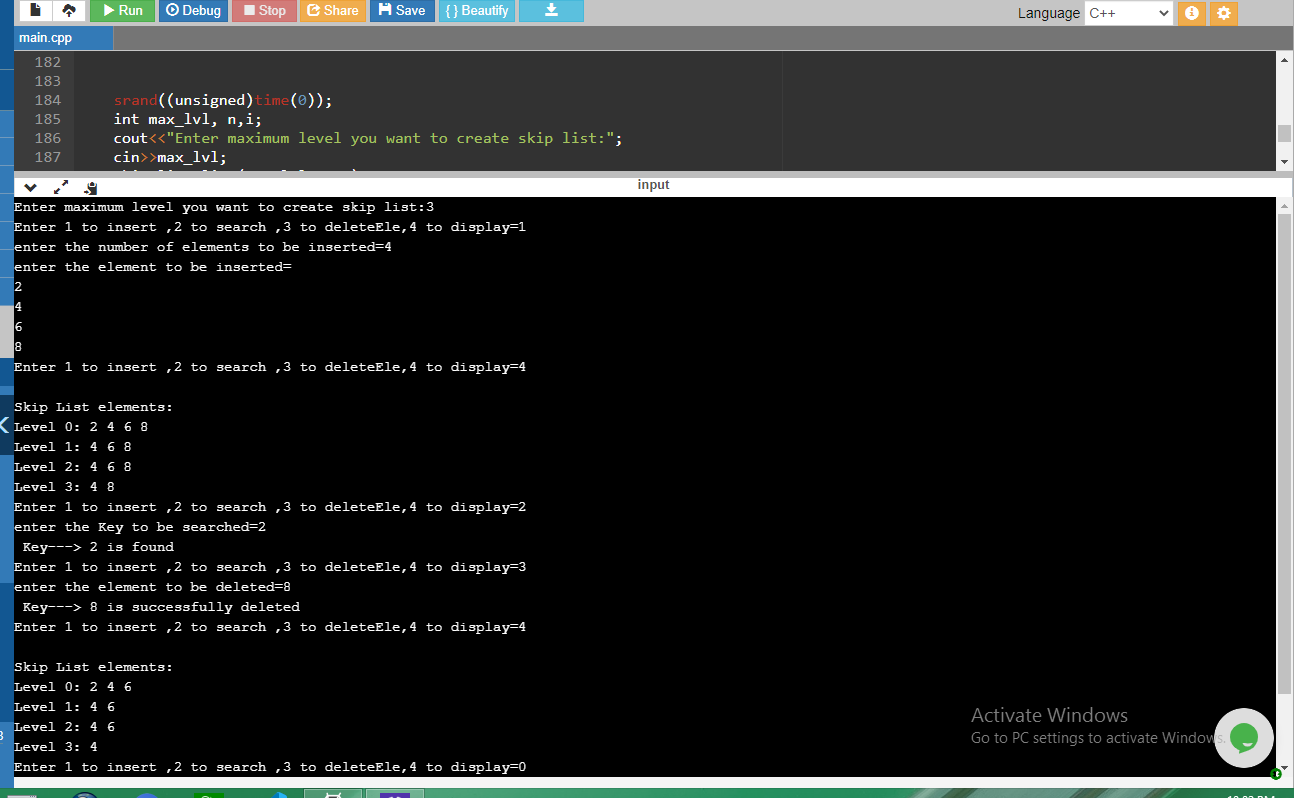 Run Debug Stop Share Save { } Beautify Language C++
main.cpp
182
183
184 srand((unsigned)time(0));
185 int max_lvl, n,i;
186 cout<<"Enter maximum level you want to create skip list:";
187 cin>>max_lvl;
input
Enter maximum level you want to create skip list:3
Enter 1 to insert ,2 to search ,3 to deleteEle,4 to display=1
enter the number of elements to be inserted=4
enter the element to be inserted=
2
4
6
8
Enter 1 to insert ,2 to search ,3 to deleteEle,4 to display=4
Skip List elements:
Level 0: 2 4 6 8
Level 1: 4 6 8
Level 2: 4 6 8
Level 3: 4 8
Enter 1 to insert ,2 to search ,3 to deleteEle,4 to display=2
enter the Key to be searched=2
Key---> 2 is found
Enter 1 to insert ,2 to search ,3 to deleteEle,4 to display=3
enter the element to be deleted=8
Key---> 8 is successfully deleted
Enter 1 to insert ,2 to search ,3 to deleteEle,4 to display=4
Skip List elements:
Level 0: 2 4 6
Level 1: 4 6
Level 2: 4 6
Level 3: 4
Enter 1 to insert ,2 to search ,3 to deleteEle,4 to display=0
Activate Windows
Go to PC settings to activate Windows.